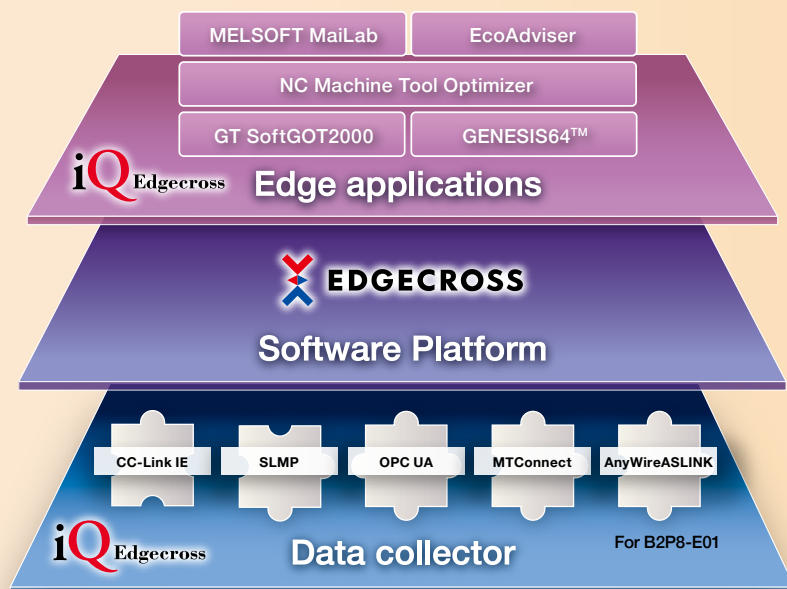 MELSOFT MaiLab
EcoAdviser
NC Machine Tool Optimizer
GT SoftGOT2000
GENESIS64™
iQ Edgecross
Edge applications
EDGECROSS
Software Platform
CC-Link IE
SLMP
OPC UA
MTConnect
AnyWireASLINK
iQ Edgecross
Data collector
For B2P8-E01